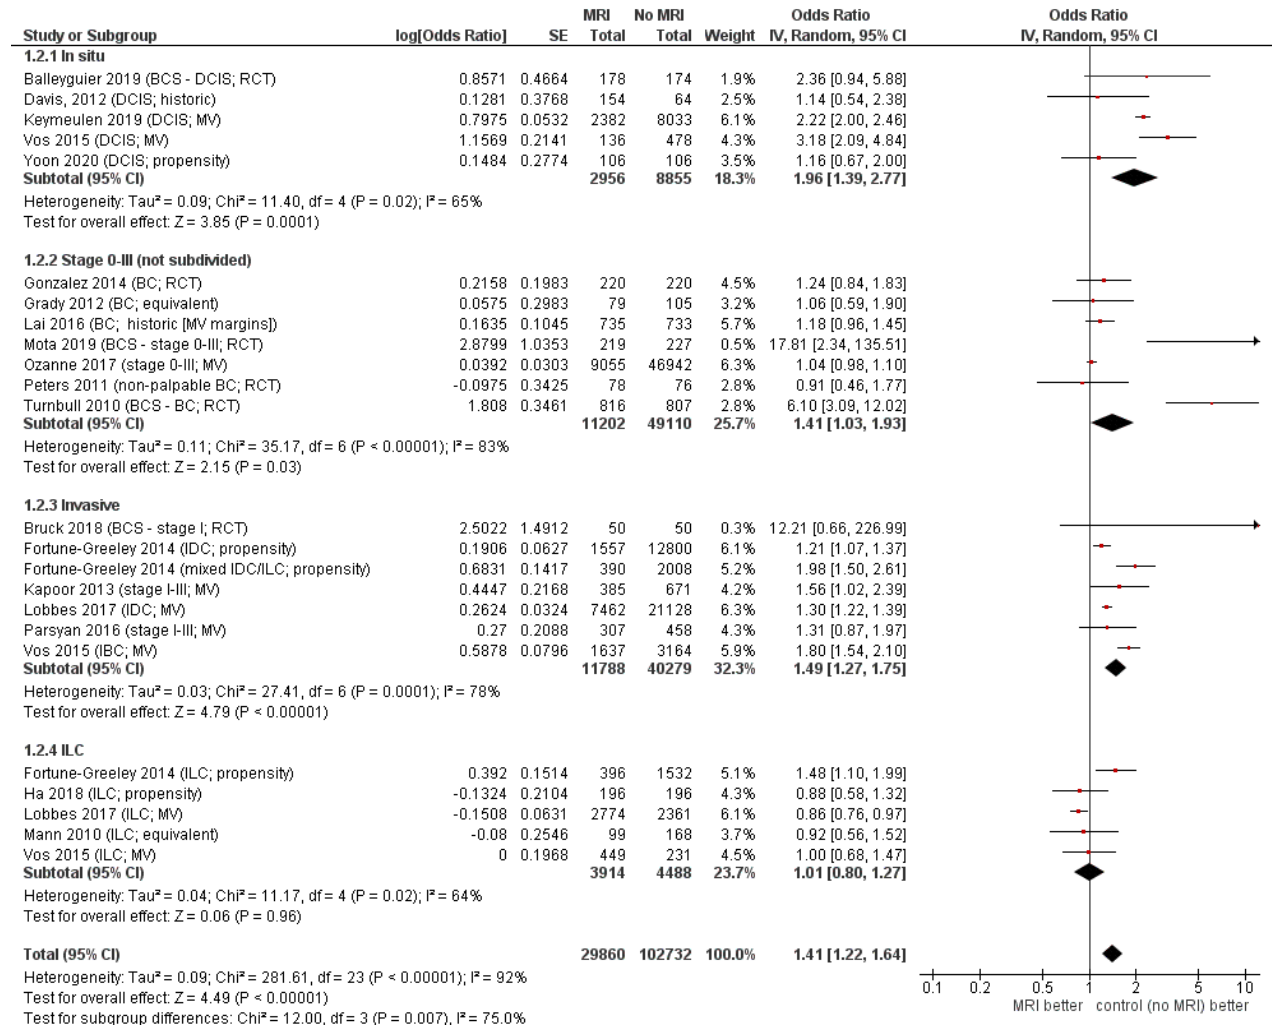 MRI No MRI Odds Ratio Odds Ratio
Study or Subgroup log[Odds Ratio] SE Total Total Weight IV, Random, 95% CI IV, Random, 95% CI
1.2.1 In situ
Balleyguier 2019 (BCS - DCIS; RCT) 0.8571 0.4664 178 174 1.9% 2.36 [0.94, 5.88]
Davis, 2012 (DCIS; historic) 0.1281 0.3768 154 64 2.5% 1.14 [0.54, 2.38]
Keymeulen 2019 (DCIS; MV) 0.7975 0.0532 2382 8033 6.1% 2.22 [2.00, 2.46]
Vos 2015 (DCIS; MV) 1.1569 0.2141 136 478 4.3% 3.18 [2.09, 4.84]
Yoon 2020 (DCIS; propensity) 0.1484 0.2774 106 106 3.5% 1.16 [0.67, 2.00]
Subtotal (95% CI) 2956 8855 18.3% 1.96 [1.39, 2.77]
Heterogeneity: Tau² = 0.09; Chi² = 11.40, df = 4 (P = 0.02); I² = 65%
Test for overall effect: Z = 3.85 (P = 0.0001)
1.2.2 Stage 0-III (not subdivided)
Gonzalez 2014 (BC; RCT) 0.2158 0.1983 220 220 4.5% 1.24 [0.84, 1.83]
Grady 2012 (BC; equivalent) 0.0575 0.2983 79 105 3.2% 1.06 [0.59, 1.90]
Lai 2016 (BC; historic [MV margins]) 0.1635 0.1045 735 733 5.7% 1.18 [0.96, 1.45]
Mota 2019 (BCS - stage 0-III; RCT) 2.8799 1.0353 219 227 0.5% 17.81 [2.34, 135.51]
Ozanne 2017 (stage 0-III; MV) 0.0392 0.0303 9055 46942 6.3% 1.04 [0.98, 1.10]
Peters 2011 (non-palpable BC; RCT) -0.0975 0.3425 78 76 2.8% 0.91 [0.46, 1.77]
Turnbull 2010 (BCS - BC; RCT) 1.808 0.3461 816 807 2.8% 6.10 [3.09, 12.02]
Subtotal (95% CI) 11202 49110 25.7% 1.41 [1.03, 1.93]
Heterogeneity: Tau² = 0.11; Chi² = 35.17, df = 6 (P < 0.00001); I² = 83%
Test for overall effect: Z = 2.15 (P = 0.03)
1.2.3 Invasive
Bruck 2018 (BCS - stage I; RCT) 2.5022 1.4912 50 50 0.3% 12.21 [0.66, 226.99]
Fortune-Greeley 2014 (IDC; propensity) 0.1906 0.0627 1557 12800 6.1% 1.21 [1.07, 1.37]
Fortune-Greeley 2014 (mixed IDC/ILC; propensity) 0.6831 0.1417 390 2008 5.2% 1.98 [1.50, 2.61]
Kapoor 2013 (stage I-III; MV) 0.4447 0.2168 385 671 4.2% 1.56 [1.02, 2.39]
Lobbes 2017 (IDC; MV) 0.2624 0.0324 7462 21128 6.3% 1.30 [1.22, 1.39]
Parsyan 2016 (stage I-III; MV) 0.27 0.2088 307 458 4.3% 1.31 [0.87, 1.97]
Vos 2015 (IBC; MV) 0.5878 0.0796 1637 3164 5.9% 1.80 [1.54, 2.10]
Subtotal (95% CI) 11788 40279 32.3% 1.49 [1.27, 1.75]
Heterogeneity: Tau² = 0.03; Chi² = 27.41, df = 6 (P = 0.0001); I² = 78%
Test for overall effect: Z = 4.79 (P < 0.00001)
1.2.4 ILC
Fortune-Greeley 2014 (ILC; propensity) 0.392 0.1514 396 1532 5.1% 1.48 [1.10, 1.99]
Ha 2018 (ILC; propensity) -0.1324 0.2104 196 196 4.3% 0.88 [0.58, 1.32]
Lobbes 2017 (ILC; MV) -0.1508 0.0631 2774 2361 6.1% 0.86 [0.76, 0.97]
Mann 2010 (ILC; equivalent) -0.08 0.2546 99 168 3.7% 0.92 [0.56, 1.52]
Vos 2015 (ILC; MV) 0 0.1968 449 231 4.5% 1.00 [0.68, 1.47]
Subtotal (95% CI) 3914 4488 23.7% 1.01 [0.80, 1.27]
Heterogeneity: Tau² = 0.04; Chi² = 11.17, df = 4 (P = 0.02); I² = 64%
Test for overall effect: Z = 0.06 (P = 0.96)
Total (95% CI) 29860 102732 100.0% 1.41 [1.22, 1.64]
Heterogeneity: Tau² = 0.09; Chi² = 281.61, df = 23 (P < 0.00001); I² = 92%
Test for overall effect: Z = 4.49 (P < 0.00001)
Test for subgroup differences: Chi² = 12.00, df = 3 (P = 0.007), I² = 75.0%
0.1 0.2 0.5 1 2 5 10
MRI better control (no MRI) better